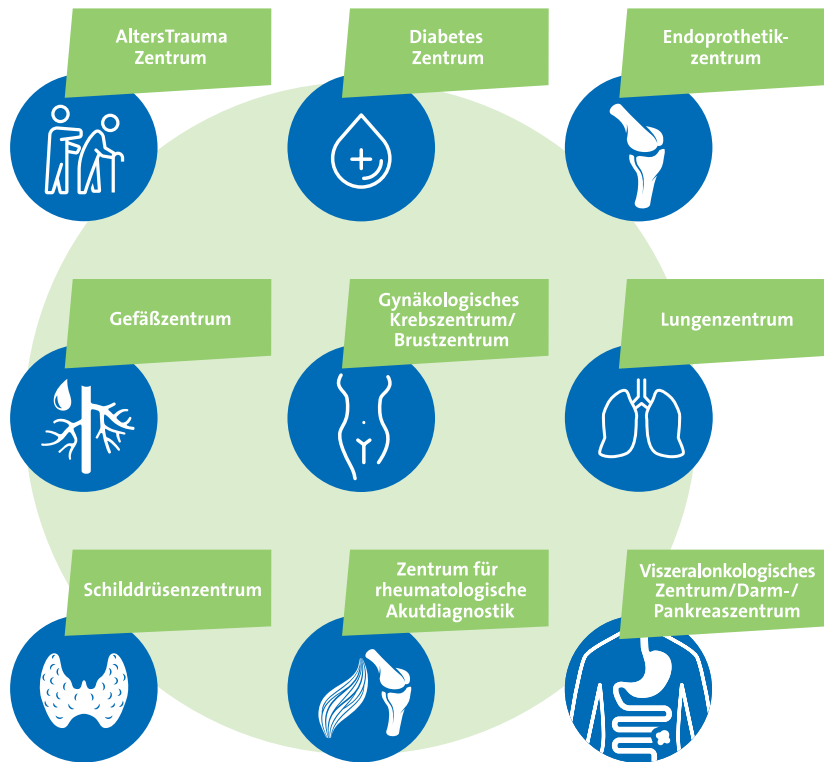 AltersTrauma
Zentrum
Diabetes
Zentrum
Endoprothetik-
zentrum
Gefäßzentrum
Gynäkologisches
Krebszentrum/
Brustzentrum
Lungenzentrum
Schilddrüsenzentrum
Zentrum für
rheumatologische
Akutdiagnostik
Viszeralonkologisches
Zentrum/Darm-/
Pankreaszentrum